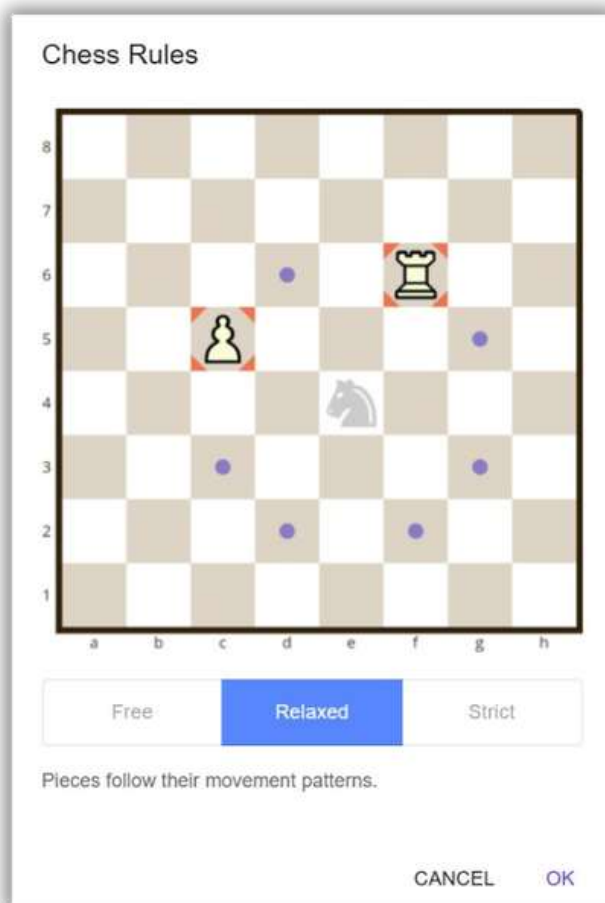 Chess Rules
8
7
6
5
4
3
2
1
a b c d e f g h
Free Relaxed Strict
Pieces follow their movement patterns.
CANCEL OK